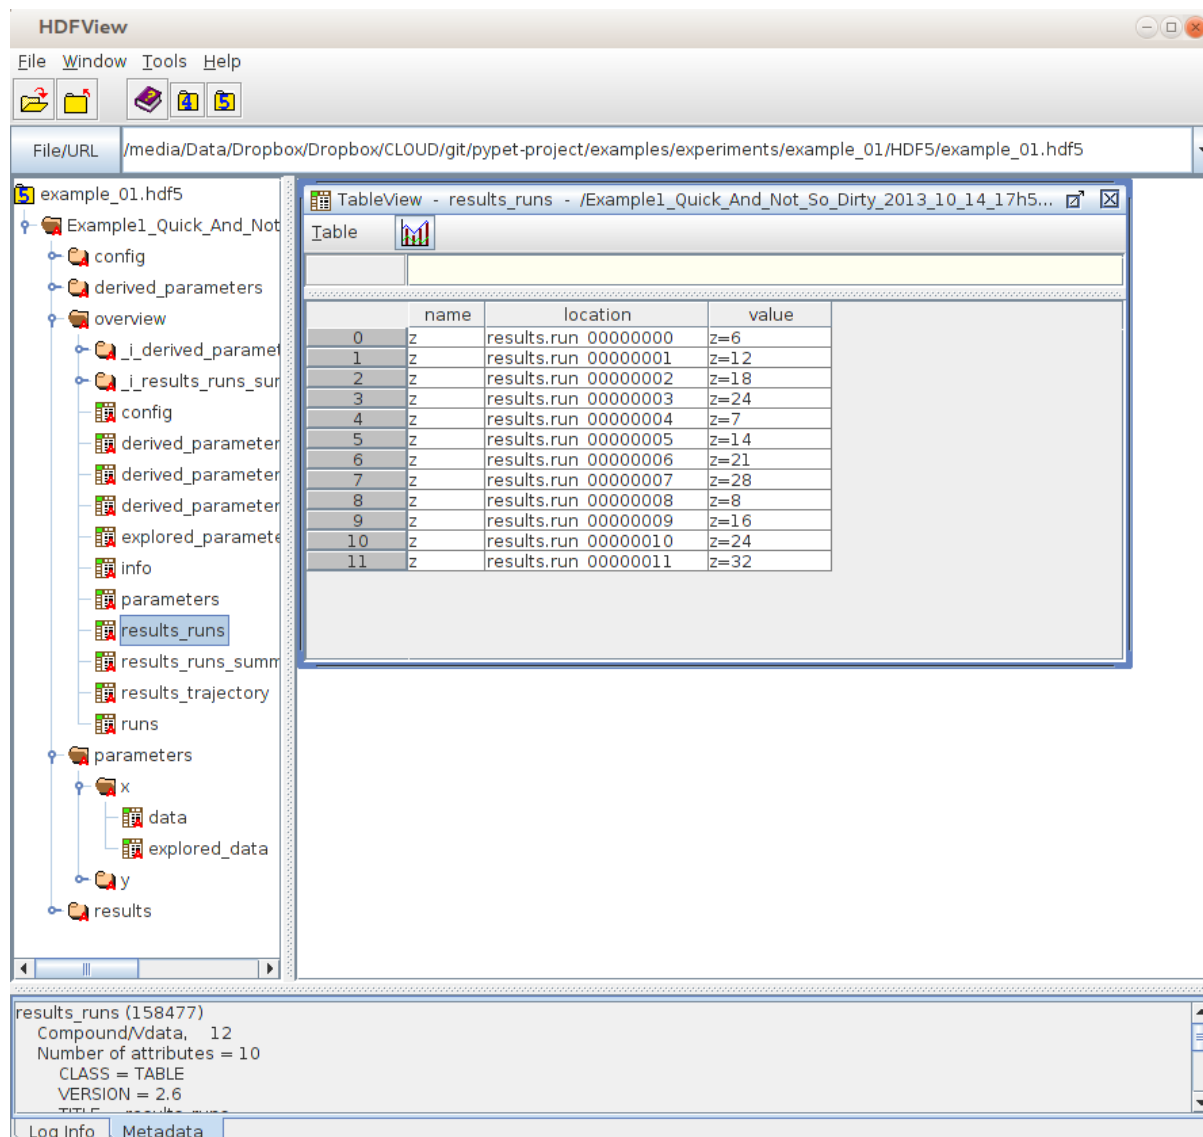 HDFView
File Window Tools Help
4 5
File/URL /media/Data/Dropbox/Dropbox/CLOUD/git/pypet-project/examples/experiments/example_01/HDF5/example_01.hdf5
5 example_01.hdf5
Example1_Quick_And_Not
config
derived_parameters
overview
_i_derived_paramet
_i_results_runs_sur
config
derived_parameter
derived_parameter
derived_parameter
explored_paramete
info
parameters
results_runs
results_runs_summ
results_trajectory
runs
parameters
x
data
explored_data
y
results
TableView - results_runs - /Example1_Quick_And_Not_So_Dirty_2013_10_14_17h5...
Table
name location value
0 z results.run_00000000 z=6
1 z results.run_00000001 z=12
2 z results.run_00000002 z=18
3 z results.run_00000003 z=24
4 z results.run_00000004 z=7
5 z results.run_00000005 z=14
6 z results.run_00000006 z=21
7 z results.run_00000007 z=28
8 z results.run_00000008 z=8
9 z results.run_00000009 z=16
10 z results.run_00000010 z=24
11 z results.run_00000011 z=32
results_runs (158477)
Compound/Vdata, 12
Number of attributes = 10
CLASS = TABLE
VERSION = 2.6
TITLE = results_runs
Log Info Metadata